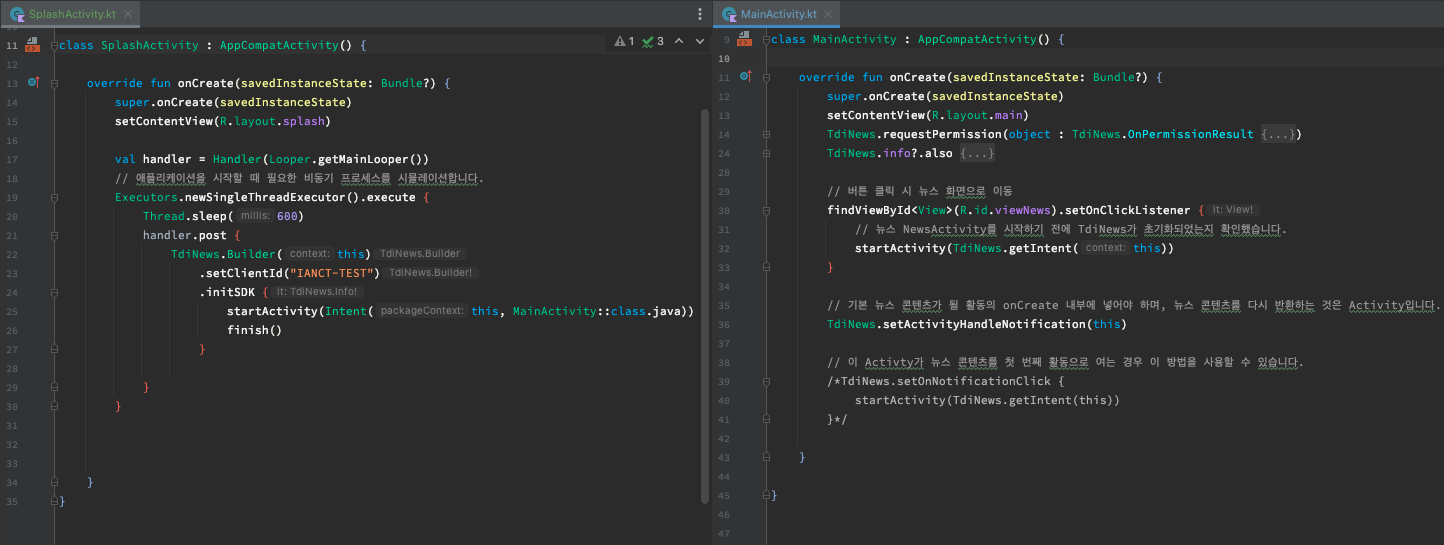 SplashActivity.kt
11 class SplashActivity : AppCompatActivity() {
1 3
12
13 override fun onCreate(savedInstanceState: Bundle?) {
14 super.onCreate(savedInstanceState)
15 setContentView(R.layout.splash)
16
17 val handler = Handler(Looper.getMainLooper())
18 // 애플리케이션을 시작할 때 필요한 비동기 프로세스를 시뮬레이션합니다.
19 Executors.newSingleThreadExecutor().execute {
20 Thread.sleep( millis: 600)
21 handler.post {
22 TdiNews.Builder( context: this) TdiNews.Builder
23 .setClientId("IANCT-TEST") TdiNews.Builder!
24 .initSDK { it: TdiNews.Info!
25 startActivity(Intent( packageContext: this, MainActivity::class.java))
26 finish()
27 }
28
29 }
30 }
31
32
33
34 }
35 }
MainActivity.kt
9 class MainActivity : AppCompatActivity() {
10
11 override fun onCreate(savedInstanceState: Bundle?) {
12 super.onCreate(savedInstanceState)
13 setContentView(R.layout.main)
14 TdiNews.requestPermission(object : TdiNews.OnPermissionResult {...})
24 TdiNews.info?.also {...}
28
29 // 버튼 클릭 시 뉴스 화면으로 이동
30 findViewById<View>(R.id.viewNews).setOnClickListener { it: View!
31 // 뉴스 NewsActivity를 시작하기 전에 TdiNews가 초기화되었는지 확인했습니다.
32 startActivity(TdiNews.getIntent( context: this))
33 }
34
35 // 기본 뉴스 콘텐츠가 될 활동의 onCreate 내부에 넣어야 하며, 뉴스 콘텐츠를 다시 반환하는 것은 Activity입니다.
36 TdiNews.setActivityHandleNotification(this)
37
38 // 이 Activty가 뉴스 콘텐츠를 첫 번째 활동으로 여는 경우 이 방법을 사용할 수 있습니다.
39 /*TdiNews.setOnNotificationClick {
40 startActivity(TdiNews.getIntent(this))
41 }*/
42
43 }
44
45 }
46
47